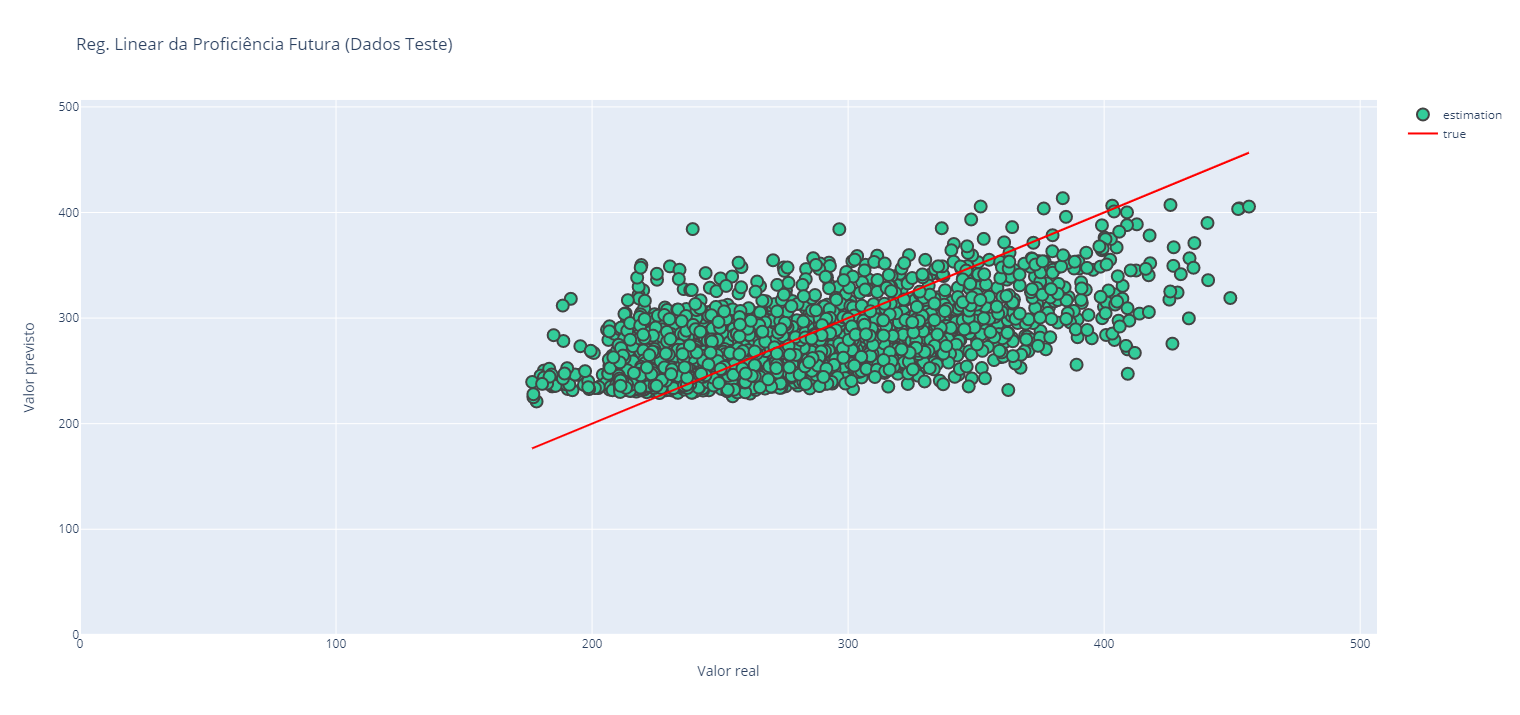 Reg. Linear da Proficiência Futura (Dados Teste)
500
400
300
200
100
0
Valor previsto
0 100 200 300 400 500
Valor real
estimation
true